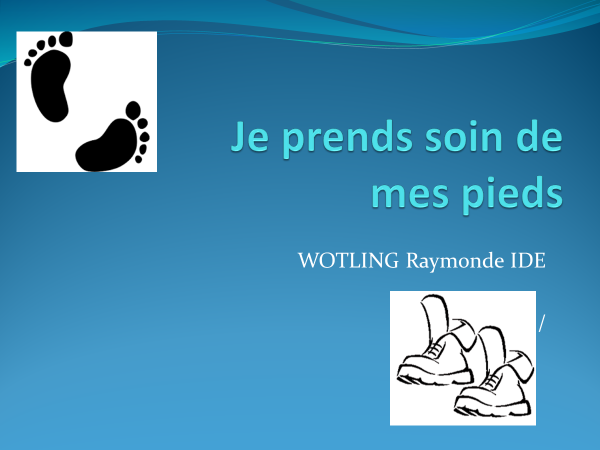 Je prends soin de
mes pieds
WOTLING Raymonde IDE
/